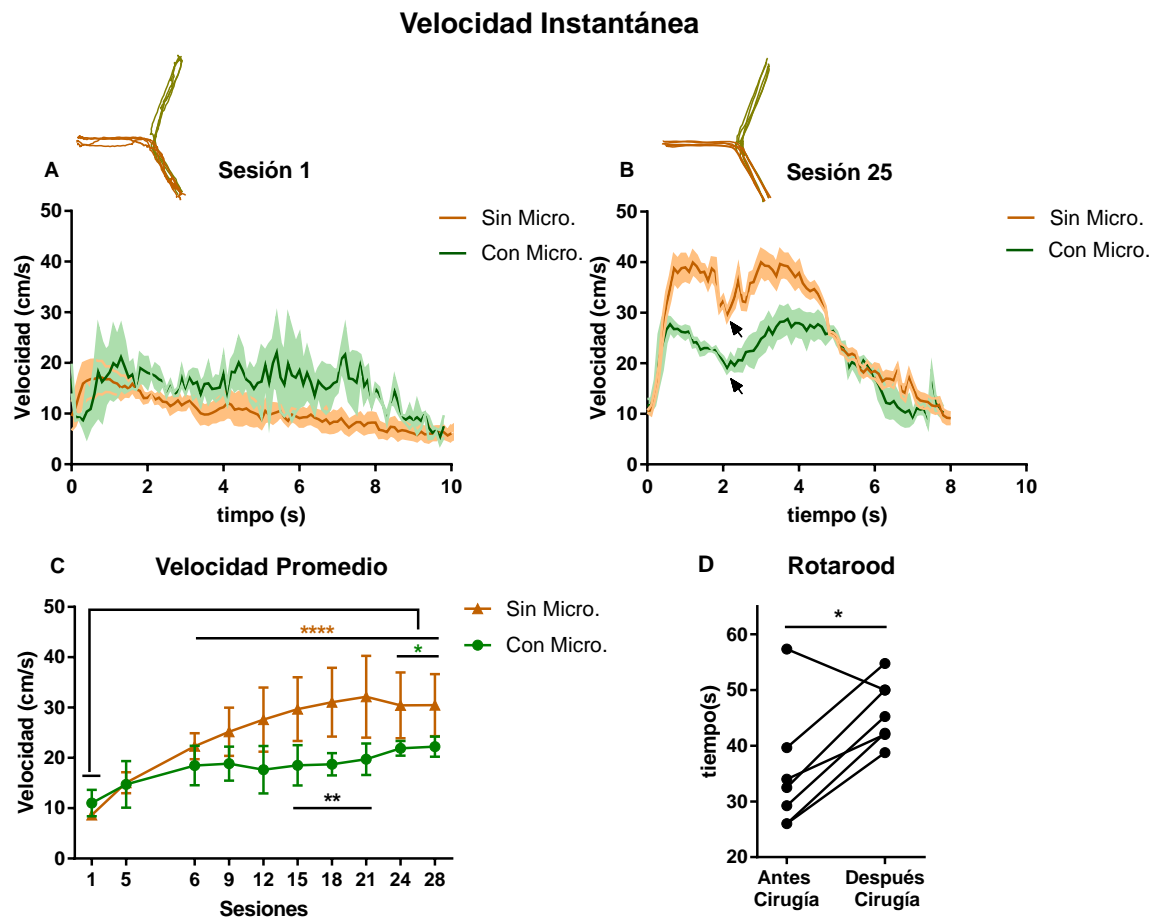 Velocidad Instantánea
A
Sesión 1
Sin Micro.
Con Micro.
Velocidad (cm/s)
50
40
30
20
10
0
0 2 4 6 8 10
timpo (s)
B
Sesión 25
Sin Micro.
Con Micro.
Velocidad (cm/s)
50
40
30
20
10
0
0 2 4 6 8 10
tiempo (s)
C
Velocidad Promedio
Sin Micro.
Con Micro.
Velocidad (cm/s)
50
40
30
20
10
0
****
*
**
1 5 6 9 12 15 18 21 24 28
Sesiones
D
Rotarood
*
tiempo(s)
60
50
40
30
20
Antes
Cirugía
Después
Cirugía